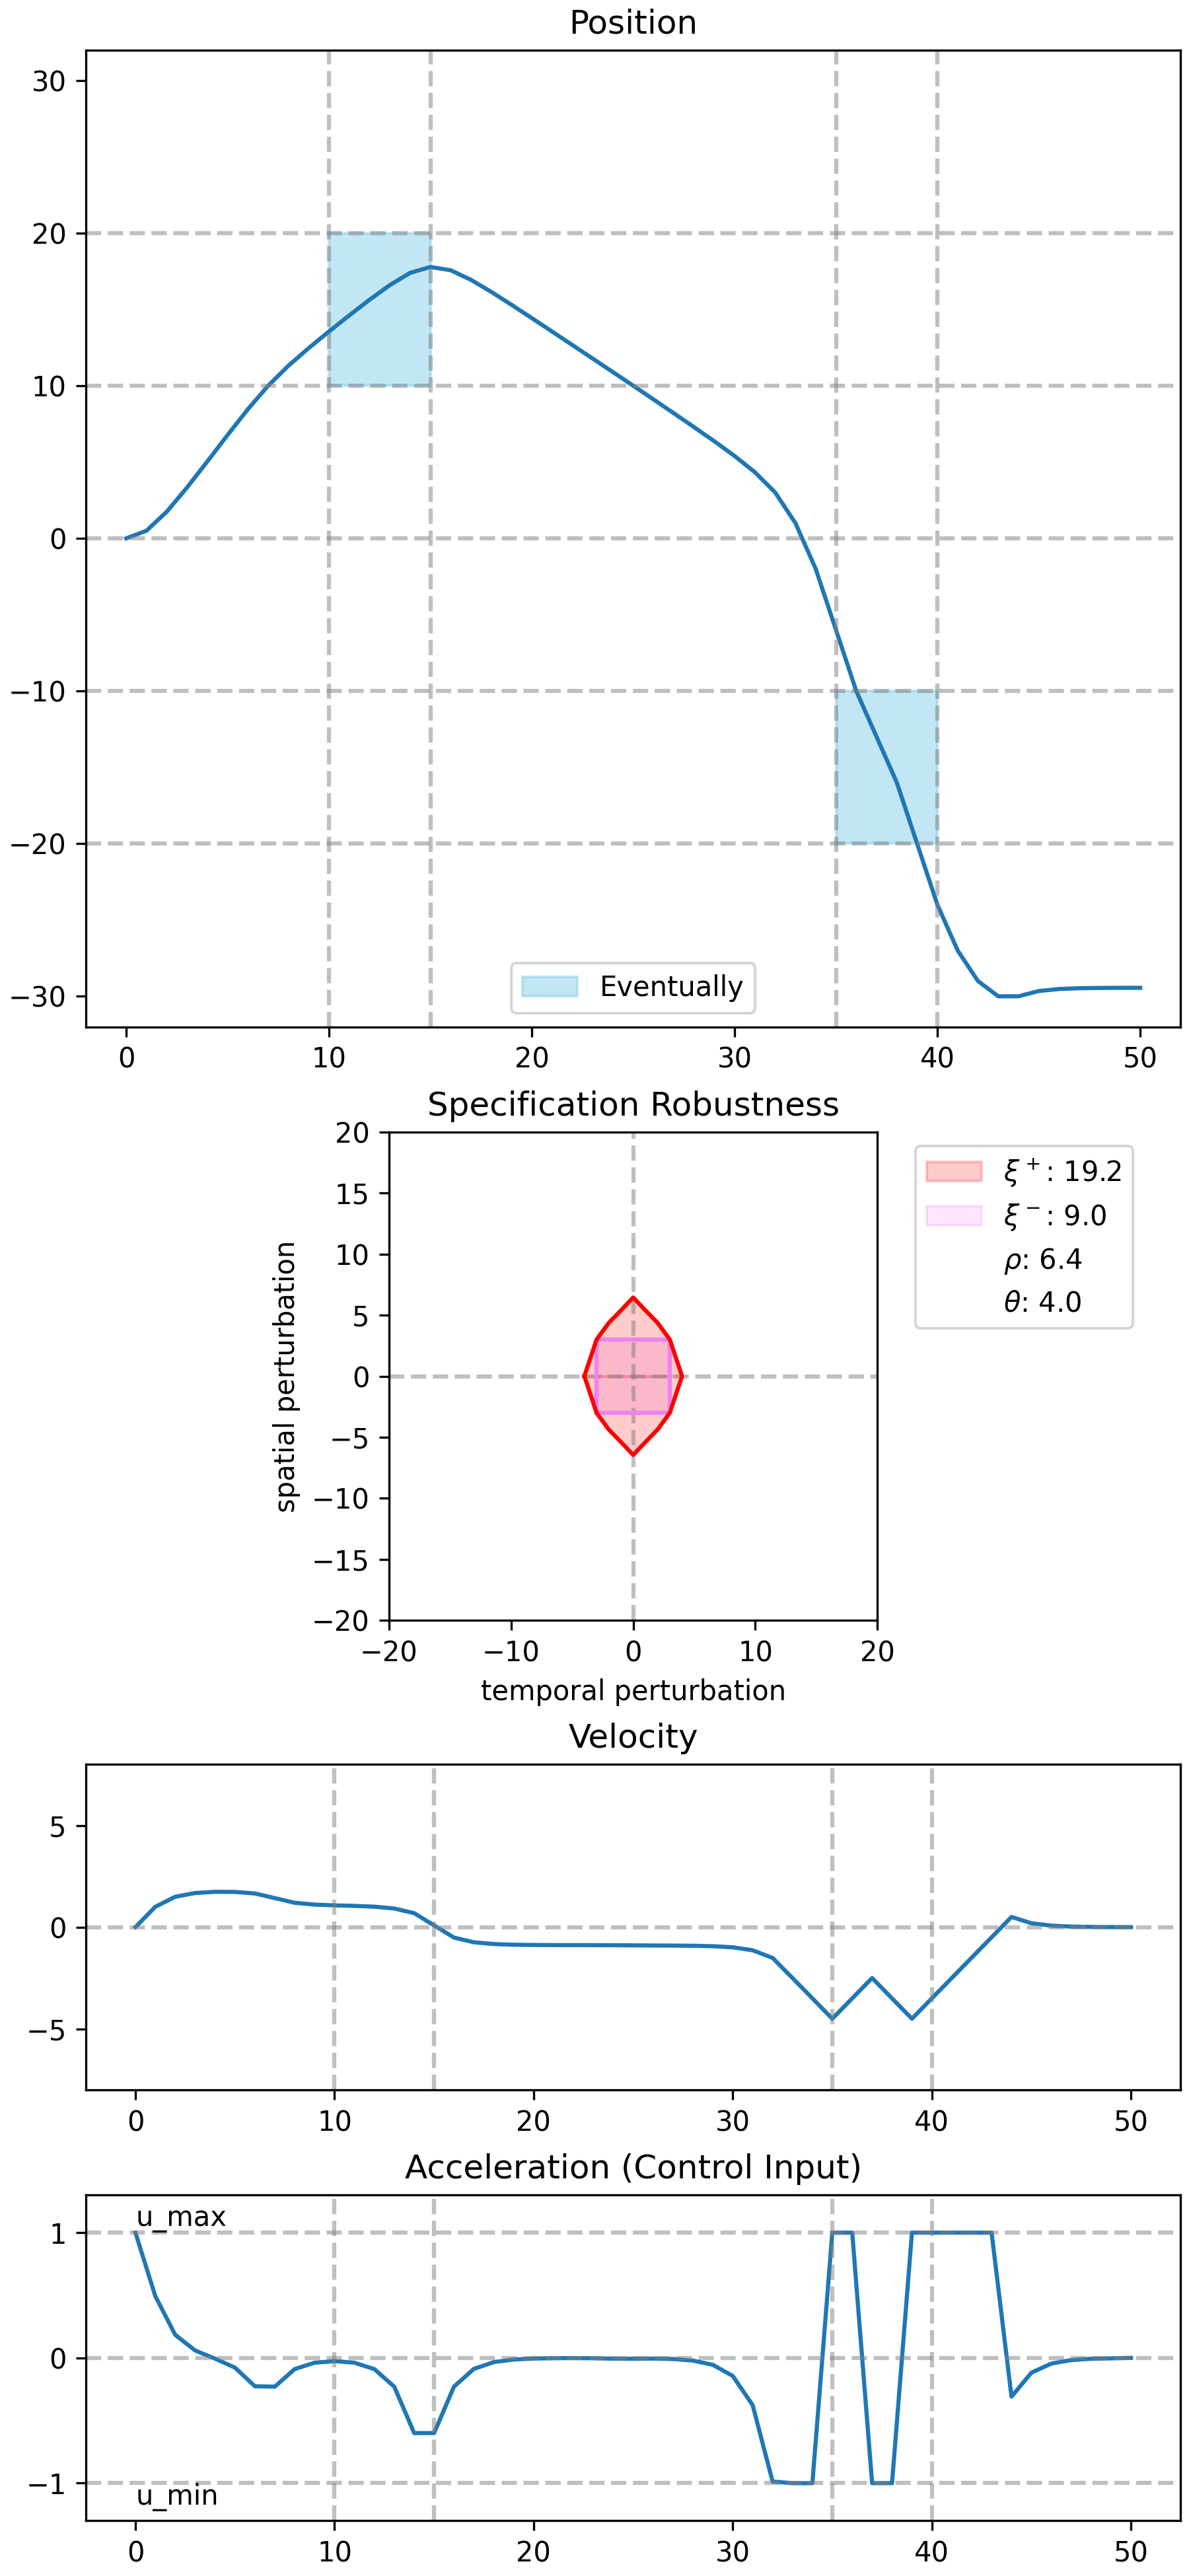 Position
30
20
10
0
−10
−20
−30
Eventually
0 10 20 30 40 50
Specification Robustness
20
15
10
5
0
−5
−10
−15
−20
spatial perturbation
−20 −10 0 10 20
temporal perturbation
ξ⁺: 19.2
ξ⁻: 9.0
ρ: 6.4
θ: 4.0
Velocity
5
0
−5
0 10 20 30 40 50
Acceleration (Control Input)
u_max
1
0
−1
u_min
0 10 20 30 40 50